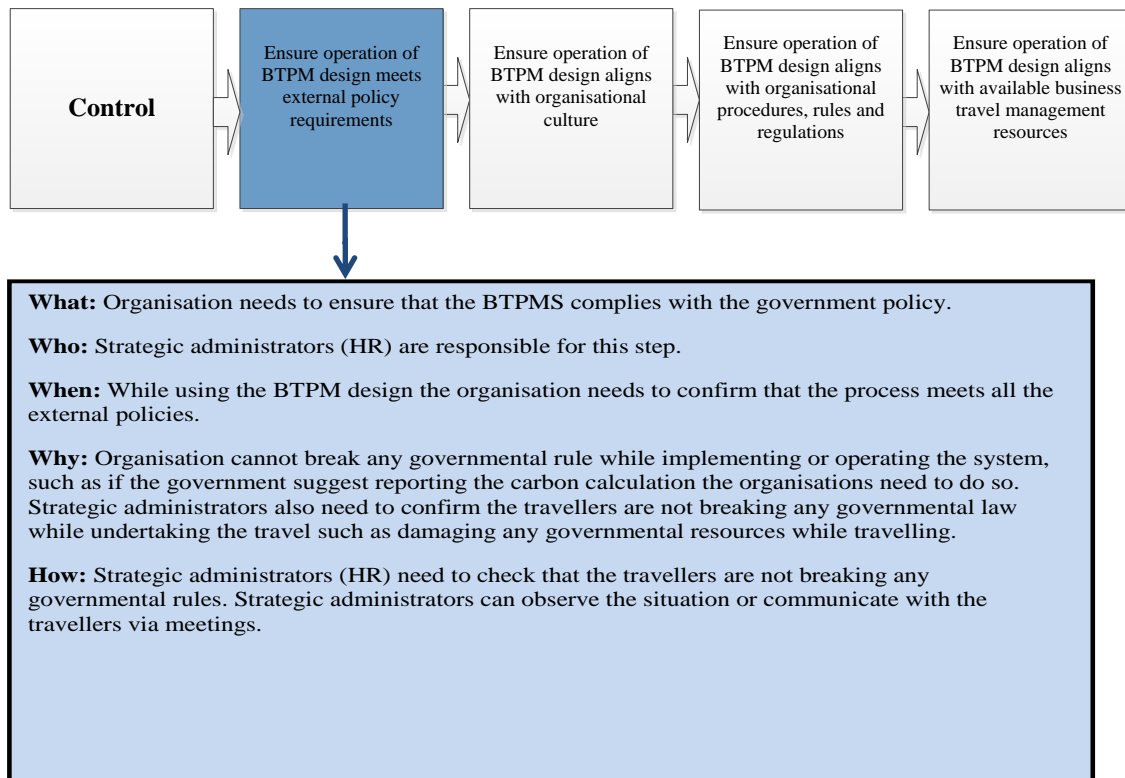 Control
Ensure operation of
BTPM design meets
external policy
requirements
Ensure operation of
BTPM design aligns
with organisational
culture
Ensure operation of
BTPM design aligns
with organisational
procedures, rules and
regulations
Ensure operation of
BTPM design aligns
with available business
travel management
resources
What: Organisation needs to ensure that the BTPMS complies with the government policy.
Who: Strategic administrators (HR) are responsible for this step.
When: While using the BTPM design the organisation needs to confirm that the process meets all the
external policies.
Why: Organisation cannot break any governmental rule while implementing or operating the system,
such as if the government suggest reporting the carbon calculation the organisations need to do so.
Strategic administrators also need to confirm the travellers are not breaking any governmental law
while undertaking the travel such as damaging any governmental resources while travelling.
How: Strategic administrators (HR) need to check that the travellers are not breaking any
governmental rules. Strategic administrators can observe the situation or communicate with the
travellers via meetings.